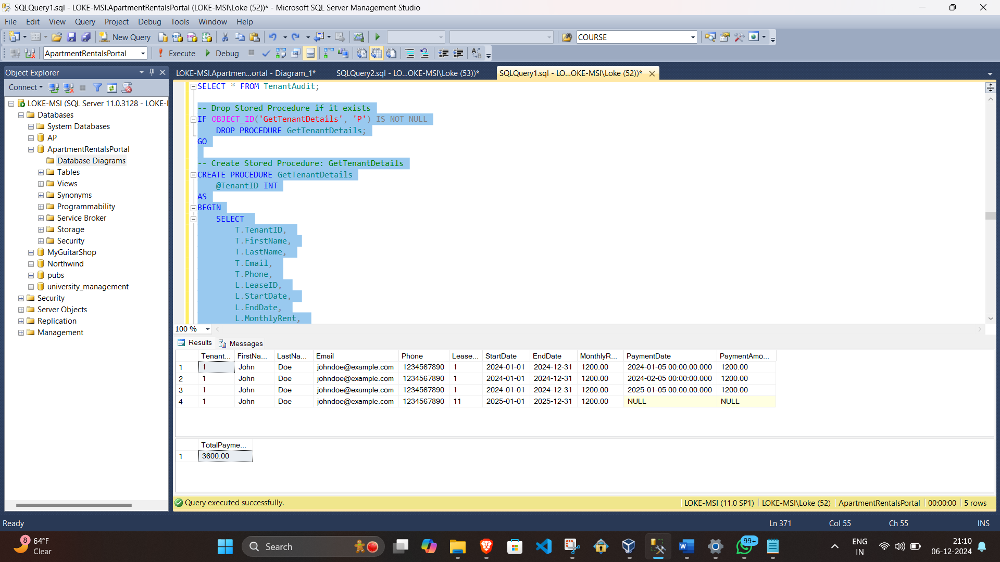 SQLQuery1.sql - LOKE-MSI.ApartmentRentalsPortal (LOKE-MSI\Loke (52))* - Microsoft SQL Server Management Studio
File Edit View Query Project Debug Tools Window Help
New Query COURSE
ApartmentRentalsPortal Execute Debug
Object Explorer
Connect
LOKE-MSI (SQL Server 11.0.3128 - LOKE-I
Databases
System Databases
AP
ApartmentRentalsPortal
Database Diagrams
Tables
Views
Synonyms
Programmability
Service Broker
Storage
Security
MyGuitarShop
Northwind
pubs
university_management
Security
Server Objects
Replication
Management
LOKE-MSI.Apartmen...ortal - Diagram_1* SQLQuery2.sql - LO...OKE-MSI\Loke (53))* SQLQuery1.sql - LO...OKE-MSI\Loke (52))*
SELECT * FROM TenantAudit;
-- Drop Stored Procedure if it exists
IF OBJECT_ID('GetTenantDetails', 'P') IS NOT NULL
DROP PROCEDURE GetTenantDetails;
GO
-- Create Stored Procedure: GetTenantDetails
CREATE PROCEDURE GetTenantDetails
@TenantID INT
AS
BEGIN
SELECT
T.TenantID,
T.FirstName,
T.LastName,
T.Email,
T.Phone,
L.LeaseID,
L.StartDate,
L.EndDate,
L.MonthlyRent,
100 %
Results Messages
Tenant... FirstNa... LastNa... Email Phone Lease... StartDate EndDate MonthlyR... PaymentDate PaymentAmo...
1 1 John Doe johndoe@example.com 1234567890 1 2024-01-01 2024-12-31 1200.00 2024-01-05 00:00:00.000 1200.00
2 1 John Doe johndoe@example.com 1234567890 1 2024-01-01 2024-12-31 1200.00 2024-02-05 00:00:00.000 1200.00
3 1 John Doe johndoe@example.com 1234567890 1 2024-01-01 2024-12-31 1200.00 2025-01-05 00:00:00.000 1200.00
4 1 John Doe johndoe@example.com 1234567890 11 2025-01-01 2025-12-31 1200.00 NULL NULL
TotalPayme...
1 3600.00
Query executed successfully. LOKE-MSI (11.0 SP1) LOKE-MSI\Loke (52) ApartmentRentalsPortal 00:00:00 5 rows
Ready Ln 371 Col 55 Ch 55 INS
8 64°F
Clear
Search
99+
ENG
IN
21:10
06-12-2024